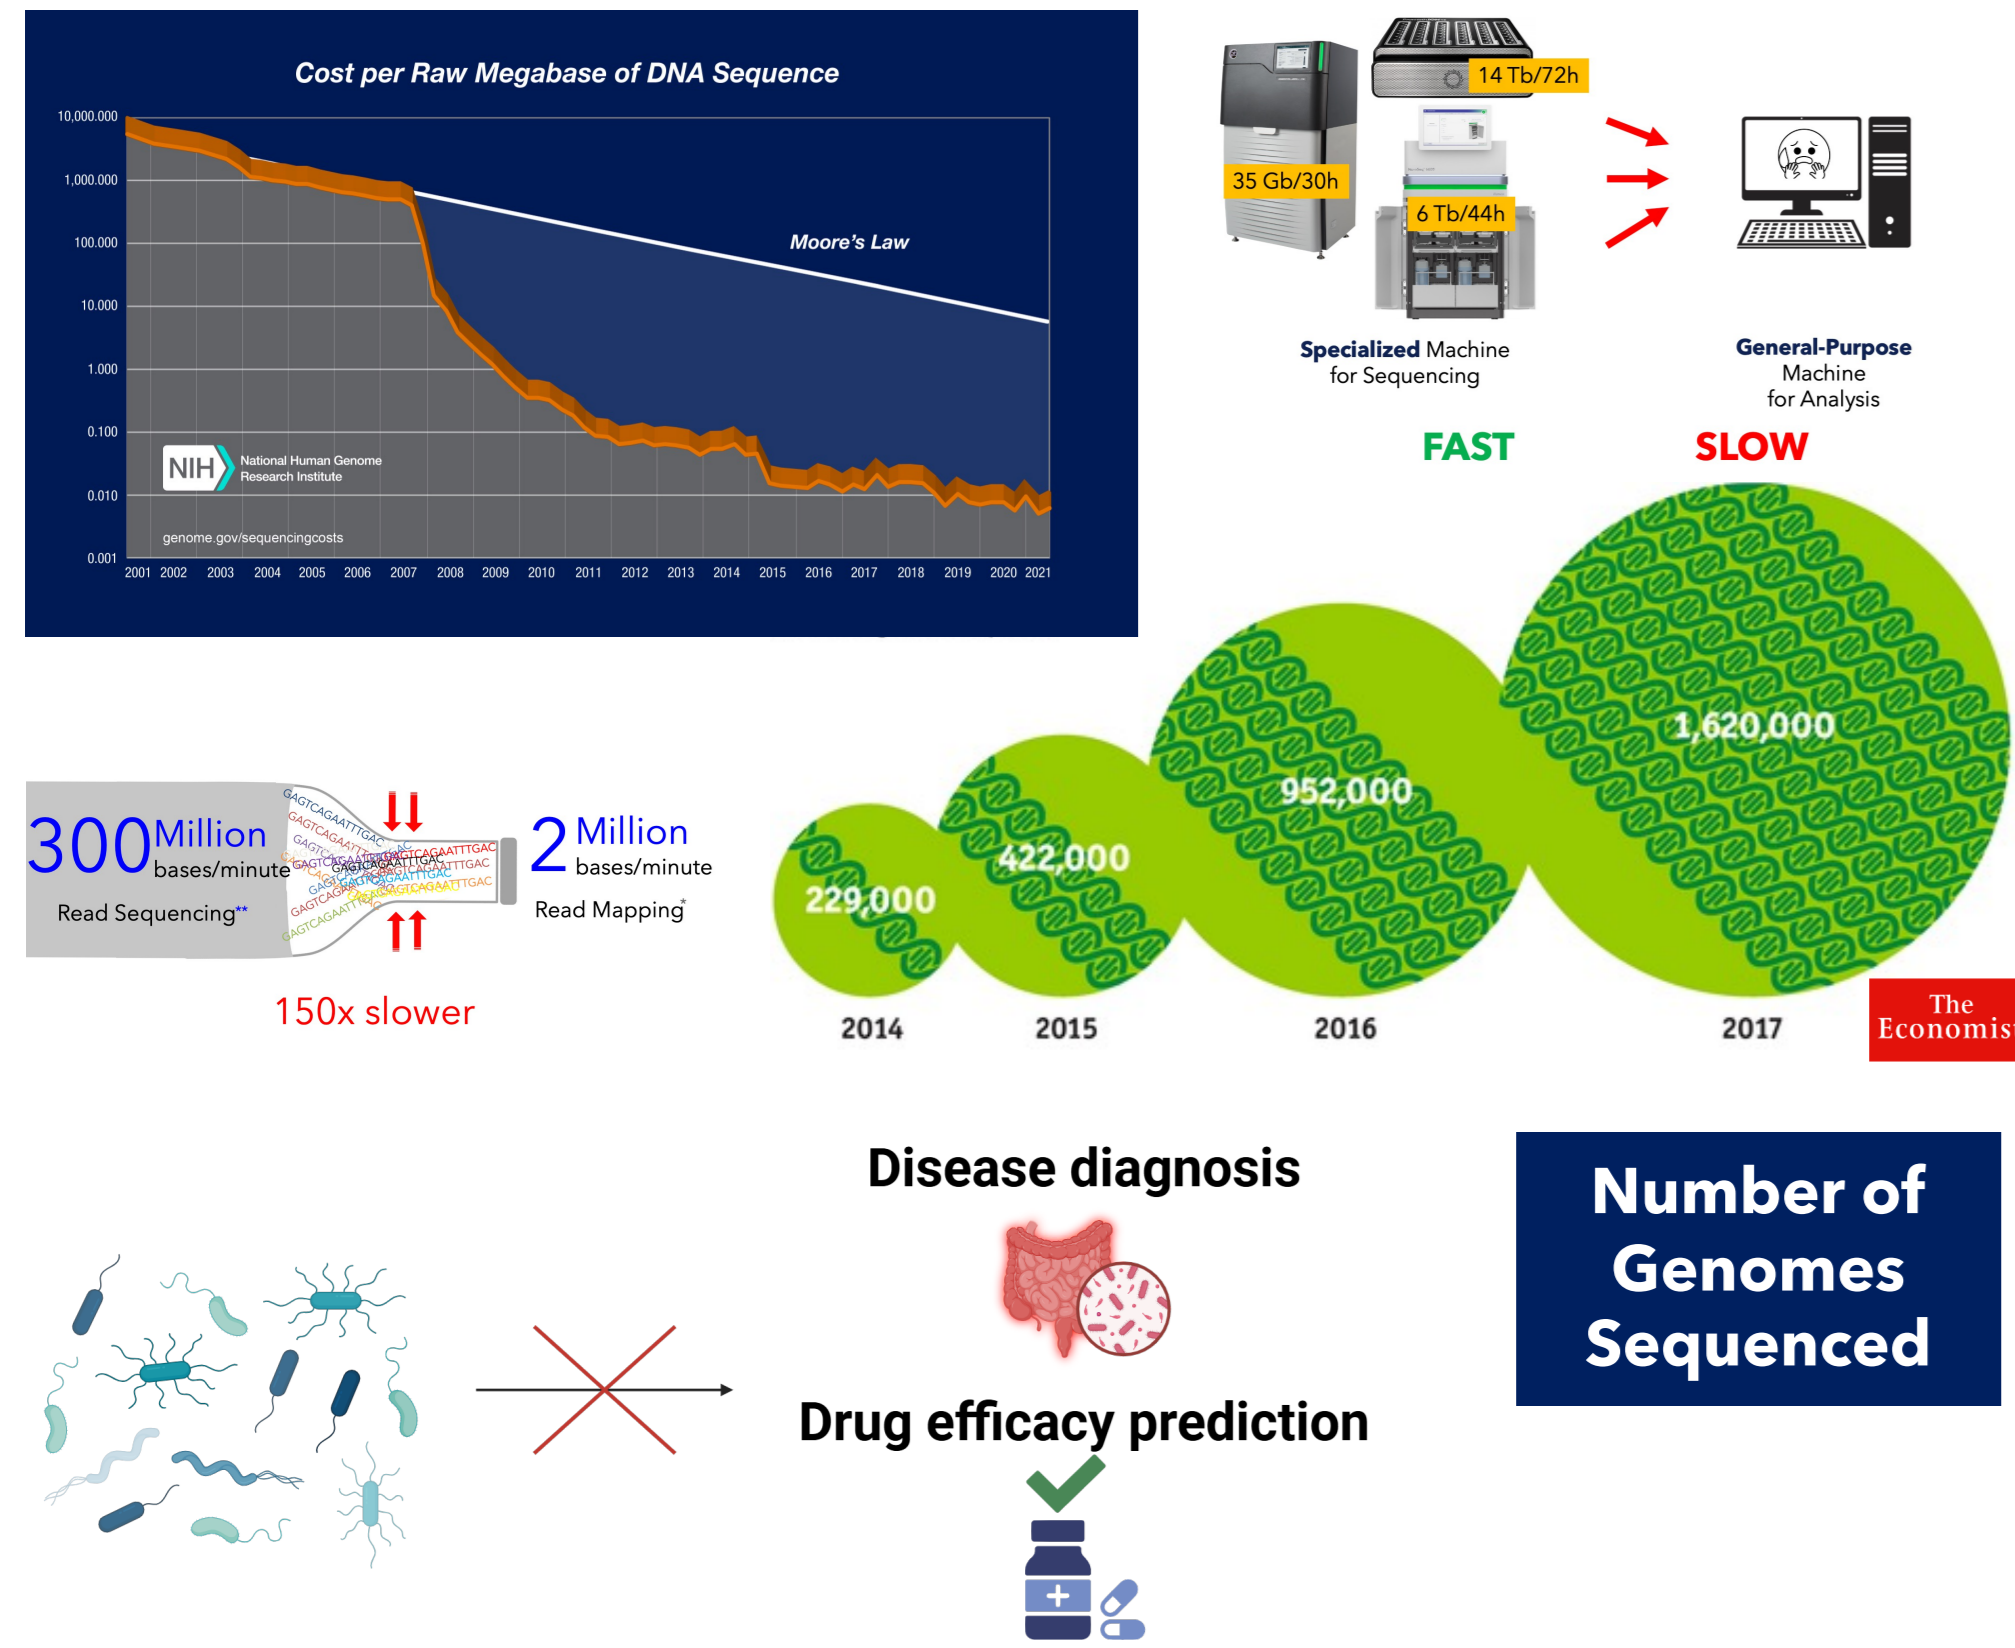 Cost per Raw Megabase of DNA Sequence
10,000.000
1,000.000
100.000
10.000
1.000
0.100
0.010
0.001
Moore's Law
NIH
National Human Genome
Research Institute
genome.gov/sequencingcosts
2001 2002 2003 2004 2005 2006 2007 2008 2009 2010 2011 2012 2013 2014 2015 2016 2017 2018 2019 2020 2021
14 Tb/72h
35 Gb/30h
6 Tb/44h
Specialized Machine
for Sequencing
General-Purpose
Machine
for Analysis
FAST
SLOW
300 Million
bases/minute
Read Sequencing**
GAGTCAGAATTTGAC
GAGTCAGAATTTGAC
GAGTCAGAATTTGAC
GAGTCAGAATTTGAC
GAGTCAGAATTTGAC
2 Million
bases/minute
Read Mapping*
150x slower
229,000
422,000
952,000
1,620,000
2014
2015
2016
2017
The
Economis
Disease diagnosis
Drug efficacy prediction
Number of
Genomes
Sequenced